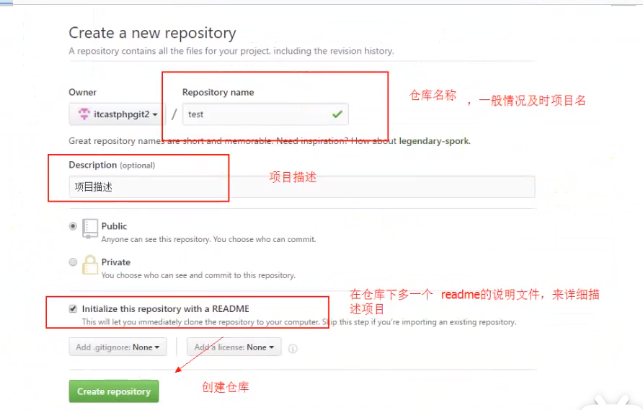 Create a new repository
A repository contains all the files for your project, including the revision history.
Owner
Repository name
itcastphpgit2
/
test
仓库名称 ，一般情况及时项目名
Great repository names are short and memorable. Need inspiration? How about legendary-spork.
Description (optional)
项目描述
项目描述
Public
Anyone can see this repository. You choose who can commit.
Private
You choose who can see and commit to this repository.
在仓库下多一个 readme的说明文件，来详细描
述项目
Initialize this repository with a README
This will let you immediately clone the repository to your computer. Skip this step if you're importing an existing repository.
Add .gitignore: None
Add a license: None
Create repository
创建仓库